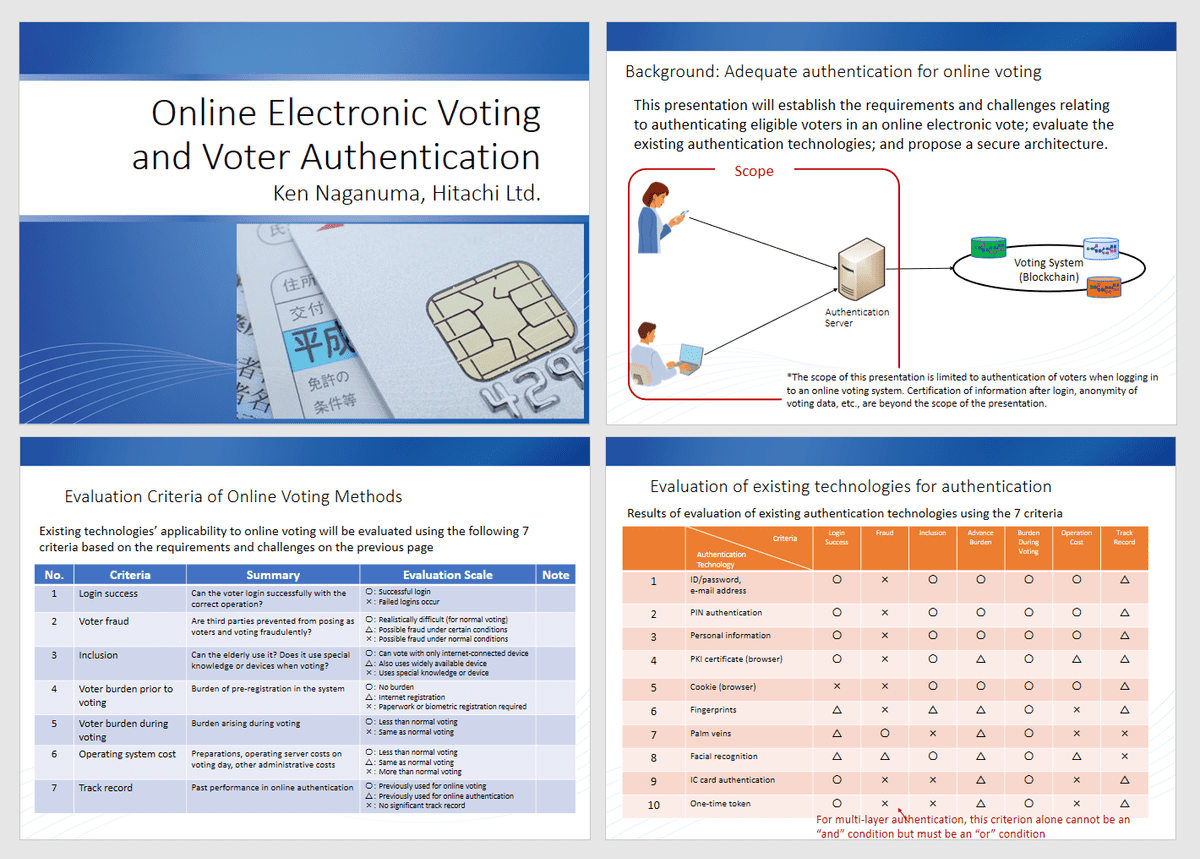 Online Electronic Voting
and Voter Authentication
Ken Naganuma, Hitachi Ltd.
住所
交付
平成
免許の
条件等
429
Background: Adequate authentication for online voting
This presentation will establish the requirements and challenges relating
to authenticating eligible voters in an online electronic vote; evaluate the
existing authentication technologies; and propose a secure architecture.
Scope
Voting System
(Blockchain)
Authentication
Server
*The scope of this presentation is limited to authentication of voters when logging in
to an online voting system. Certification of information after login, anonymity of
voting data, etc., are beyond the scope of the presentation.
Evaluation Criteria of Online Voting Methods
Existing technologies' applicability to online voting will be evaluated using the following 7
criteria based on the requirements and challenges on the previous page
No. Criteria Summary Evaluation Scale Note
1 Login success Can the voter login successfully with the correct operation? ○: Successful login
×: Failed logins occur
2 Voter fraud Are third parties prevented from posing as voters and voting fraudulently? ○: Realistically difficult (for normal voting)
△: Possible fraud under certain conditions
×: Possible fraud under normal conditions
3 Inclusion Can the elderly use it? Does it use special knowledge or devices when voting? ○: Can vote with only internet-connected device
△: Also uses widely available device
×: Uses special knowledge or device
4 Voter burden prior to voting Burden of pre-registration in the system ○: No burden
△: Internet registration
×: Paperwork or biometric registration required
5 Voter burden during voting Burden arising during voting ○: Less than normal voting
×: Same as normal voting
6 Operating system cost Preparations, operating server costs on voting day, other administrative costs ○: Less than normal voting
△: Same as normal voting
×: More than normal voting
7 Track record Past performance in online authentication ○: Previously used for online voting
△: Previously used for online authentication
×: No significant track record
Evaluation of existing technologies for authentication
Results of evaluation of existing authentication technologies using the 7 criteria
Criteria
Authentication Technology
Login Success Fraud Inclusion Advance Burden Burden During Voting Operation Cost Track Record
1 ID/password, e-mail address ○ × ○ ○ ○ ○ △
2 PIN authentication ○ × ○ ○ ○ ○ △
3 Personal information ○ × ○ ○ ○ ○ △
4 PKI certificate (browser) ○ × ○ △ ○ △ △
5 Cookie (browser) × × ○ ○ ○ ○ △
6 Fingerprints △ × △ △ ○ × △
7 Palm veins △ ○ × △ ○ × ×
8 Facial recognition △ △ △ △ ○ △ ×
9 IC card authentication ○ × × △ ○ × △
10 One-time token ○ × × △ ○ × △
For multi-layer authentication, this criterion alone cannot be an
"and" condition but must be an "or" condition